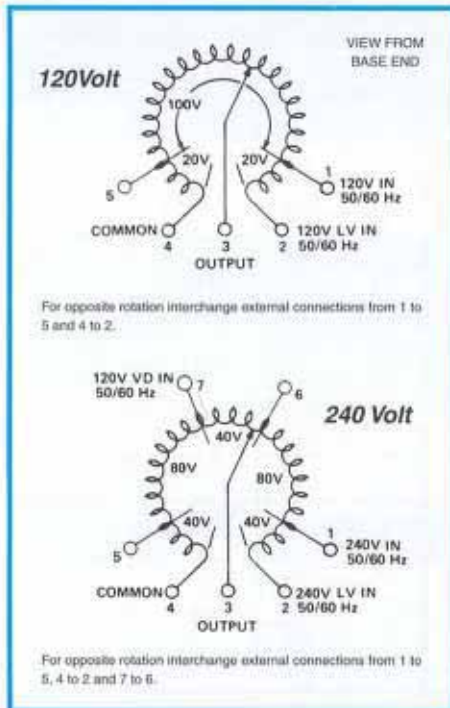 VIEW FROM
BASE END
120Volt
100V
20V
20V
1
120V IN
50/60 Hz
5
COMMON
4
3
2
120V LV IN
50/60 Hz
OUTPUT
For opposite rotation interchange external connections from 1 to
5 and 4 to 2.
120V VD IN
50/60 Hz
7
6
240 Volt
40V
80V
80V
40V
40V
1
240V IN
50/60 Hz
5
COMMON
4
3
2
240V LV IN
50/60 Hz
OUTPUT
For opposite rotation interchange external connections from 1 to
5, 4 to 2 and 7 to 6.